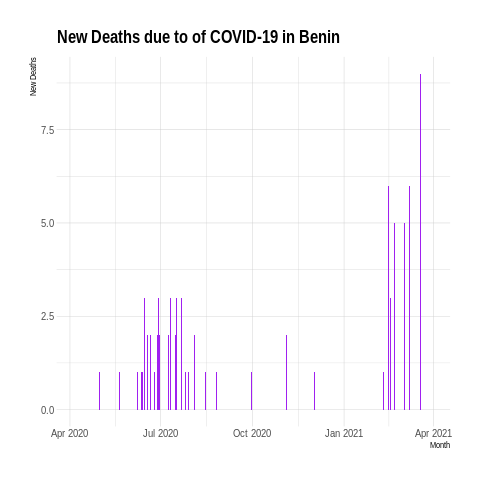 New Deaths due to of COVID-19 in Benin
New Deaths
7.5
5.0
2.5
0.0
Apr 2020 Jul 2020 Oct 2020 Jan 2021 Apr 2021
Month